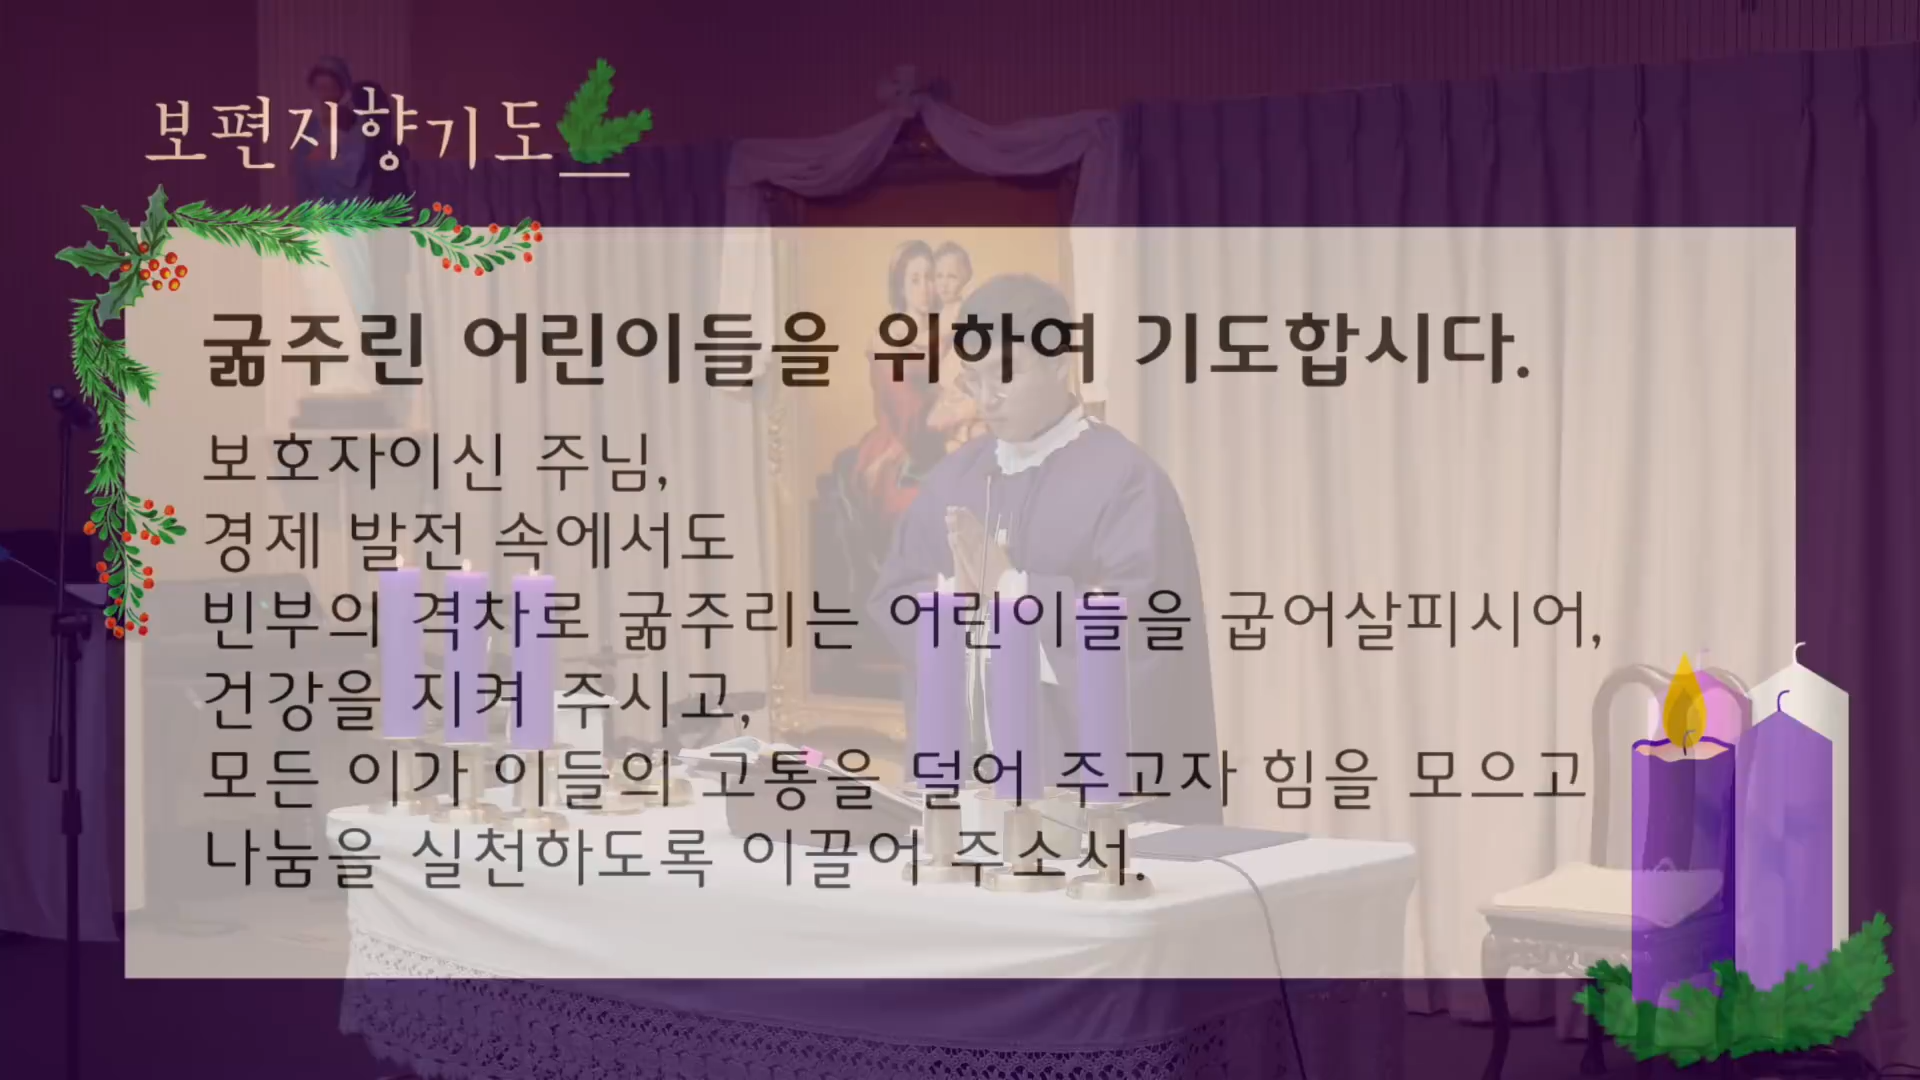 보편지향기도
굶주린 어린이들을 위하여 기도합시다.
보호자이신 주님,
경제 발전 속에서도
빈부의 격차로 굶주리는 어린이들을 굽어살피시어,
건강을 지켜 주시고,
모든 이가 이들의 고통을 덜어 주고자 힘을 모으고
나눔을 실천하도록 이끌어 주소서.